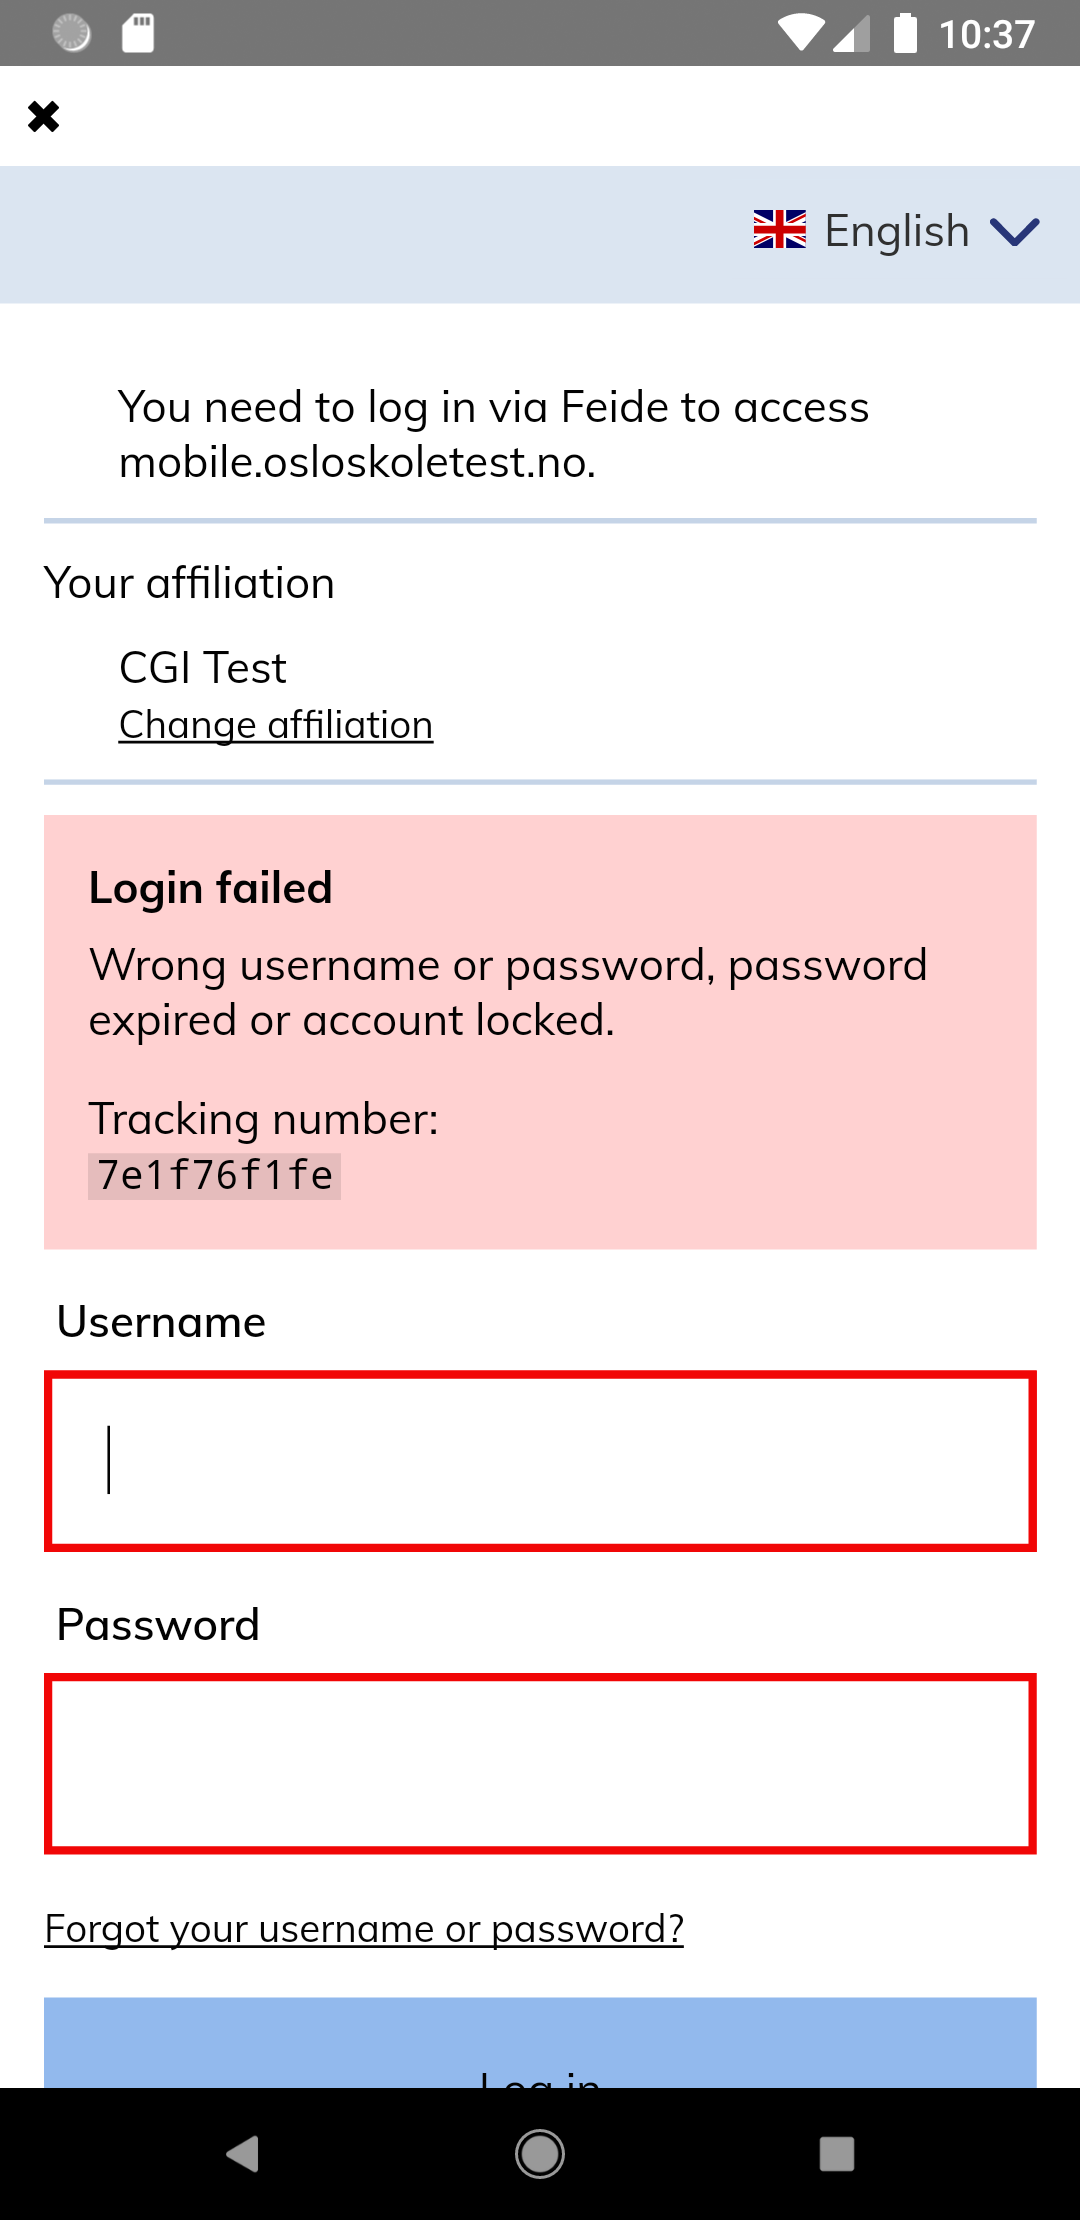 10:37
English
You need to log in via Feide to access
mobile.osloskoletest.no.
Your affiliation
CGI Test
Change affiliation
Login failed
Wrong username or password, password
expired or account locked.
Tracking number:
7e1f76f1fe
Username
Password
Forgot your username or password?
Log in